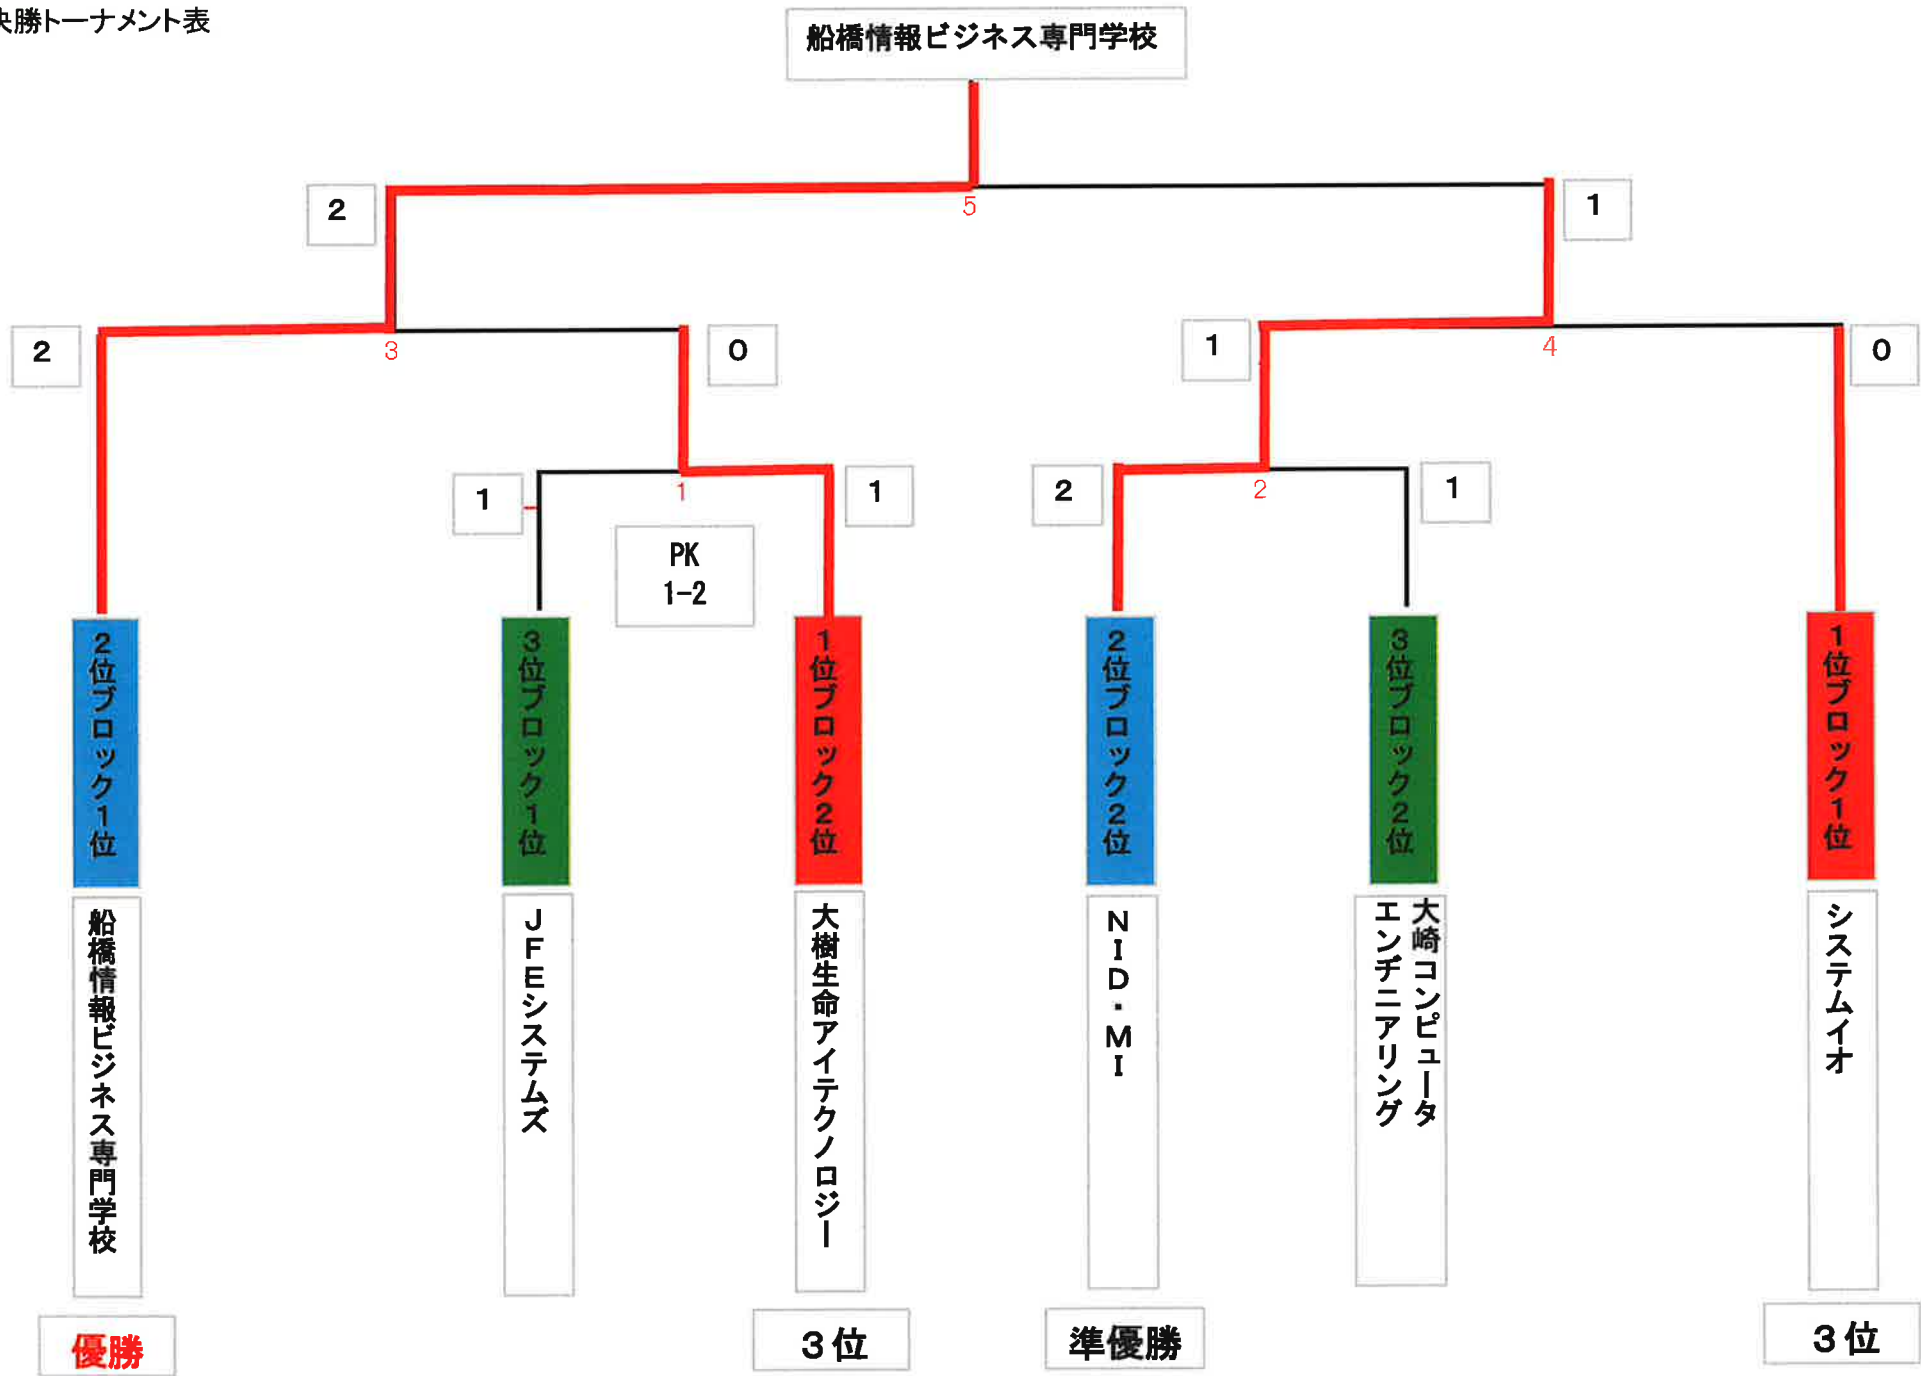 決勝トーナメント表
船橋情報ビジネス専門学校
2
5
1
2
3
0
1
4
0
1
1
1
2
2
1
PK
1-2
2位ブロック1位
3位ブロック1位
1位ブロック2位
2位ブロック2位
3位ブロック2位
1位ブロック1位
船橋情報ビジネス専門学校
JFEシステムズ
大樹生命アイテクノロジー
NID・MI
大崎コンピュータ
エンヂニアリング
システムイオ
優勝
3位
準優勝
3位